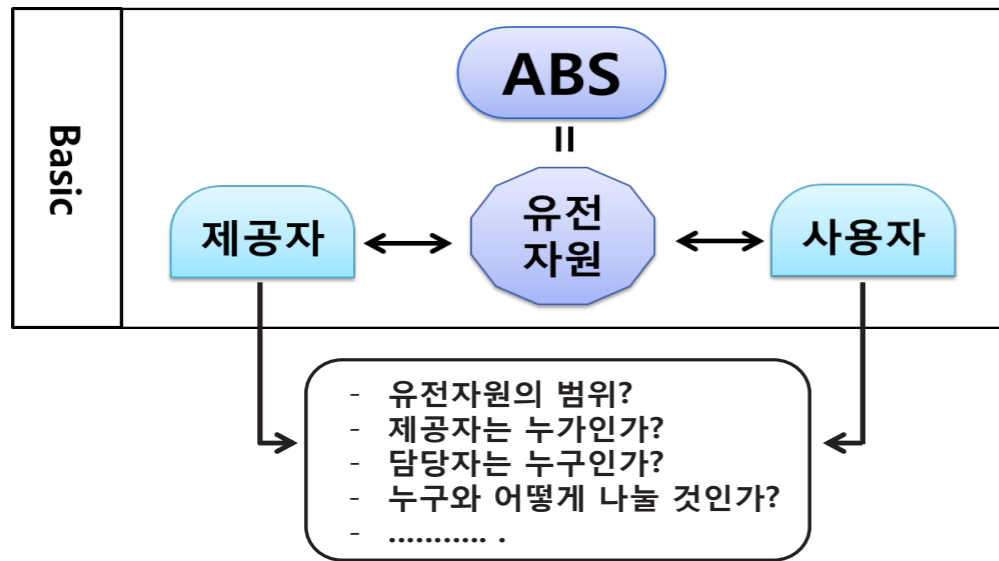 Basic
ABS
=
유전
자원
제공자
사용자
- 유전자원의 범위?
- 제공자는 누가인가?
- 담당자는 누구인가?
- 누구와 어떻게 나눌 것인가?
- ........... .